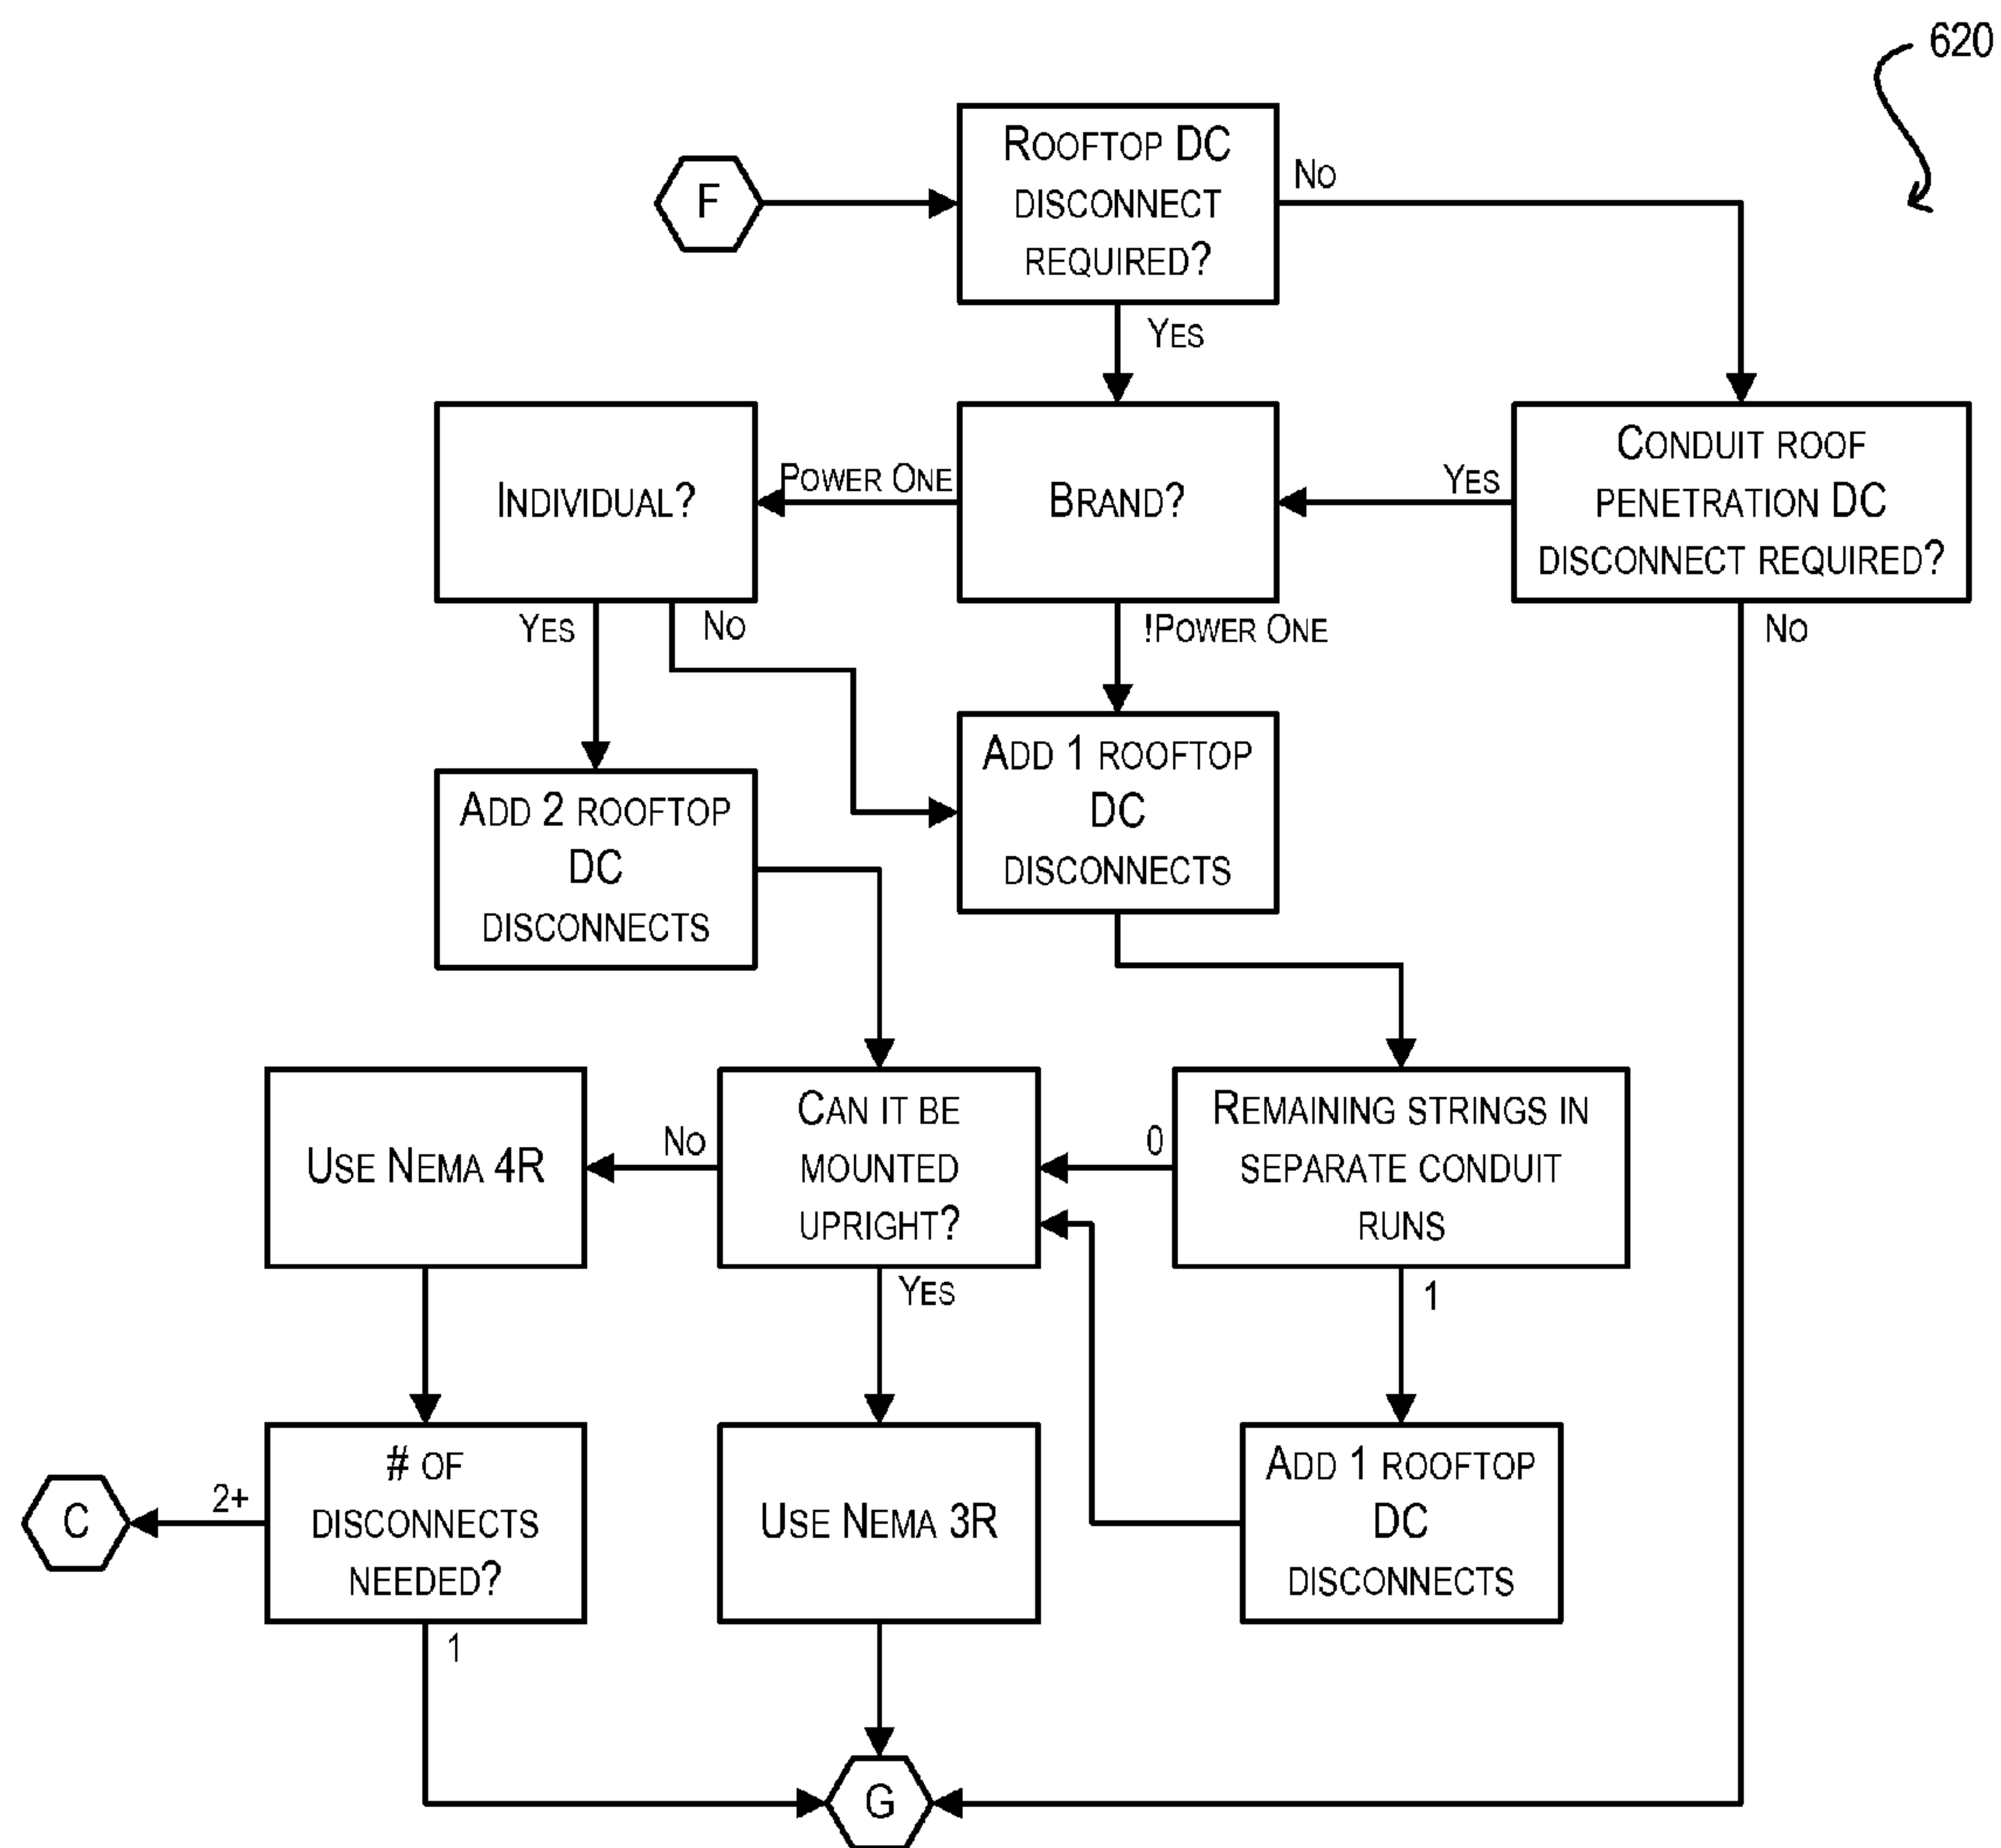 620
ROOFTOP DC
DISCONNECT
REQUIRED?
NO
F
YES
INDIVIDUAL?
POWER ONE
BRAND?
YES
CONDUIT ROOF
PENETRATION DC
DISCONNECT REQUIRED?
YES
NO
!POWER ONE
NO
ADD 2 ROOFTOP
DC
DISCONNECTS
ADD 1 ROOFTOP
DC
DISCONNECTS
USE NEMA 4R
NO
CAN IT BE
MOUNTED
UPRIGHT?
0
REMAINING STRINGS IN
SEPARATE CONDUIT
RUNS
YES
1
C
2+
# OF
DISCONNECTS
NEEDED?
USE NEMA 3R
ADD 1 ROOFTOP
DC
DISCONNECTS
1
G